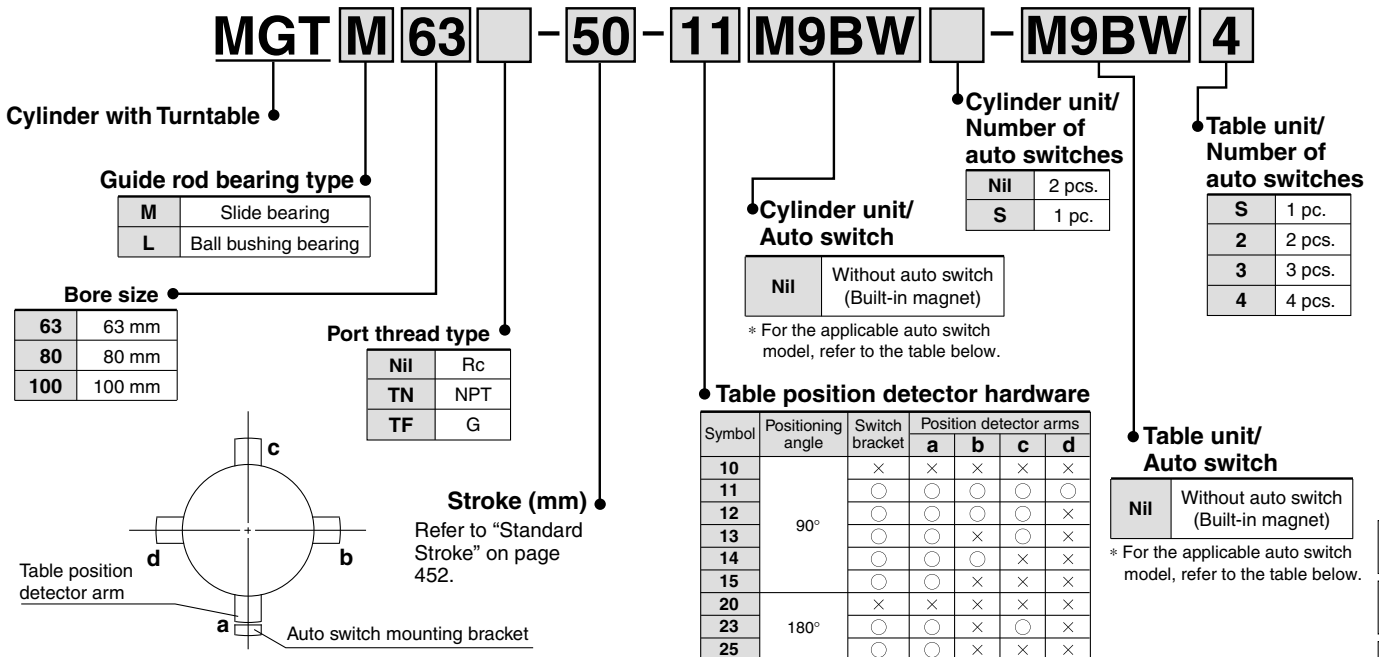 MGT M 63 - 50 - 11 M9BW - M9BW 4
Cylinder with Turntable
Guide rod bearing type
M Slide bearing
L Ball bushing bearing
Bore size
63 63 mm
80 80 mm
100 100 mm
Port thread type
Nil Rc
TN NPT
TF G
Stroke (mm)
Refer to “Standard
Stroke” on page
452.
c
d
b
a
Table position
detector arm
Auto switch mounting bracket
Cylinder unit/
Auto switch
Nil Without auto switch
(Built-in magnet)
* For the applicable auto switch
model, refer to the table below.
Cylinder unit/
Number of
auto switches
Nil 2 pcs.
S 1 pc.
Table unit/
Number of
auto switches
S 1 pc.
2 2 pcs.
3 3 pcs.
4 4 pcs.
Table position detector hardware
Symbol Positioning angle Switch bracket Position detector arms
a b c d
10 90° × × × × ×
11 ○ ○ ○ ○ ○
12 ○ ○ ○ ○ ×
13 ○ ○ × ○ ×
14 ○ ○ ○ × ×
15 ○ ○ × × ×
20 180° × × × × ×
23 ○ ○ × ○ ×
25 ○ ○ × × ×
Table unit/
Auto switch
Nil Without auto switch
(Built-in magnet)
* For the applicable auto switch
model, refer to the table below.